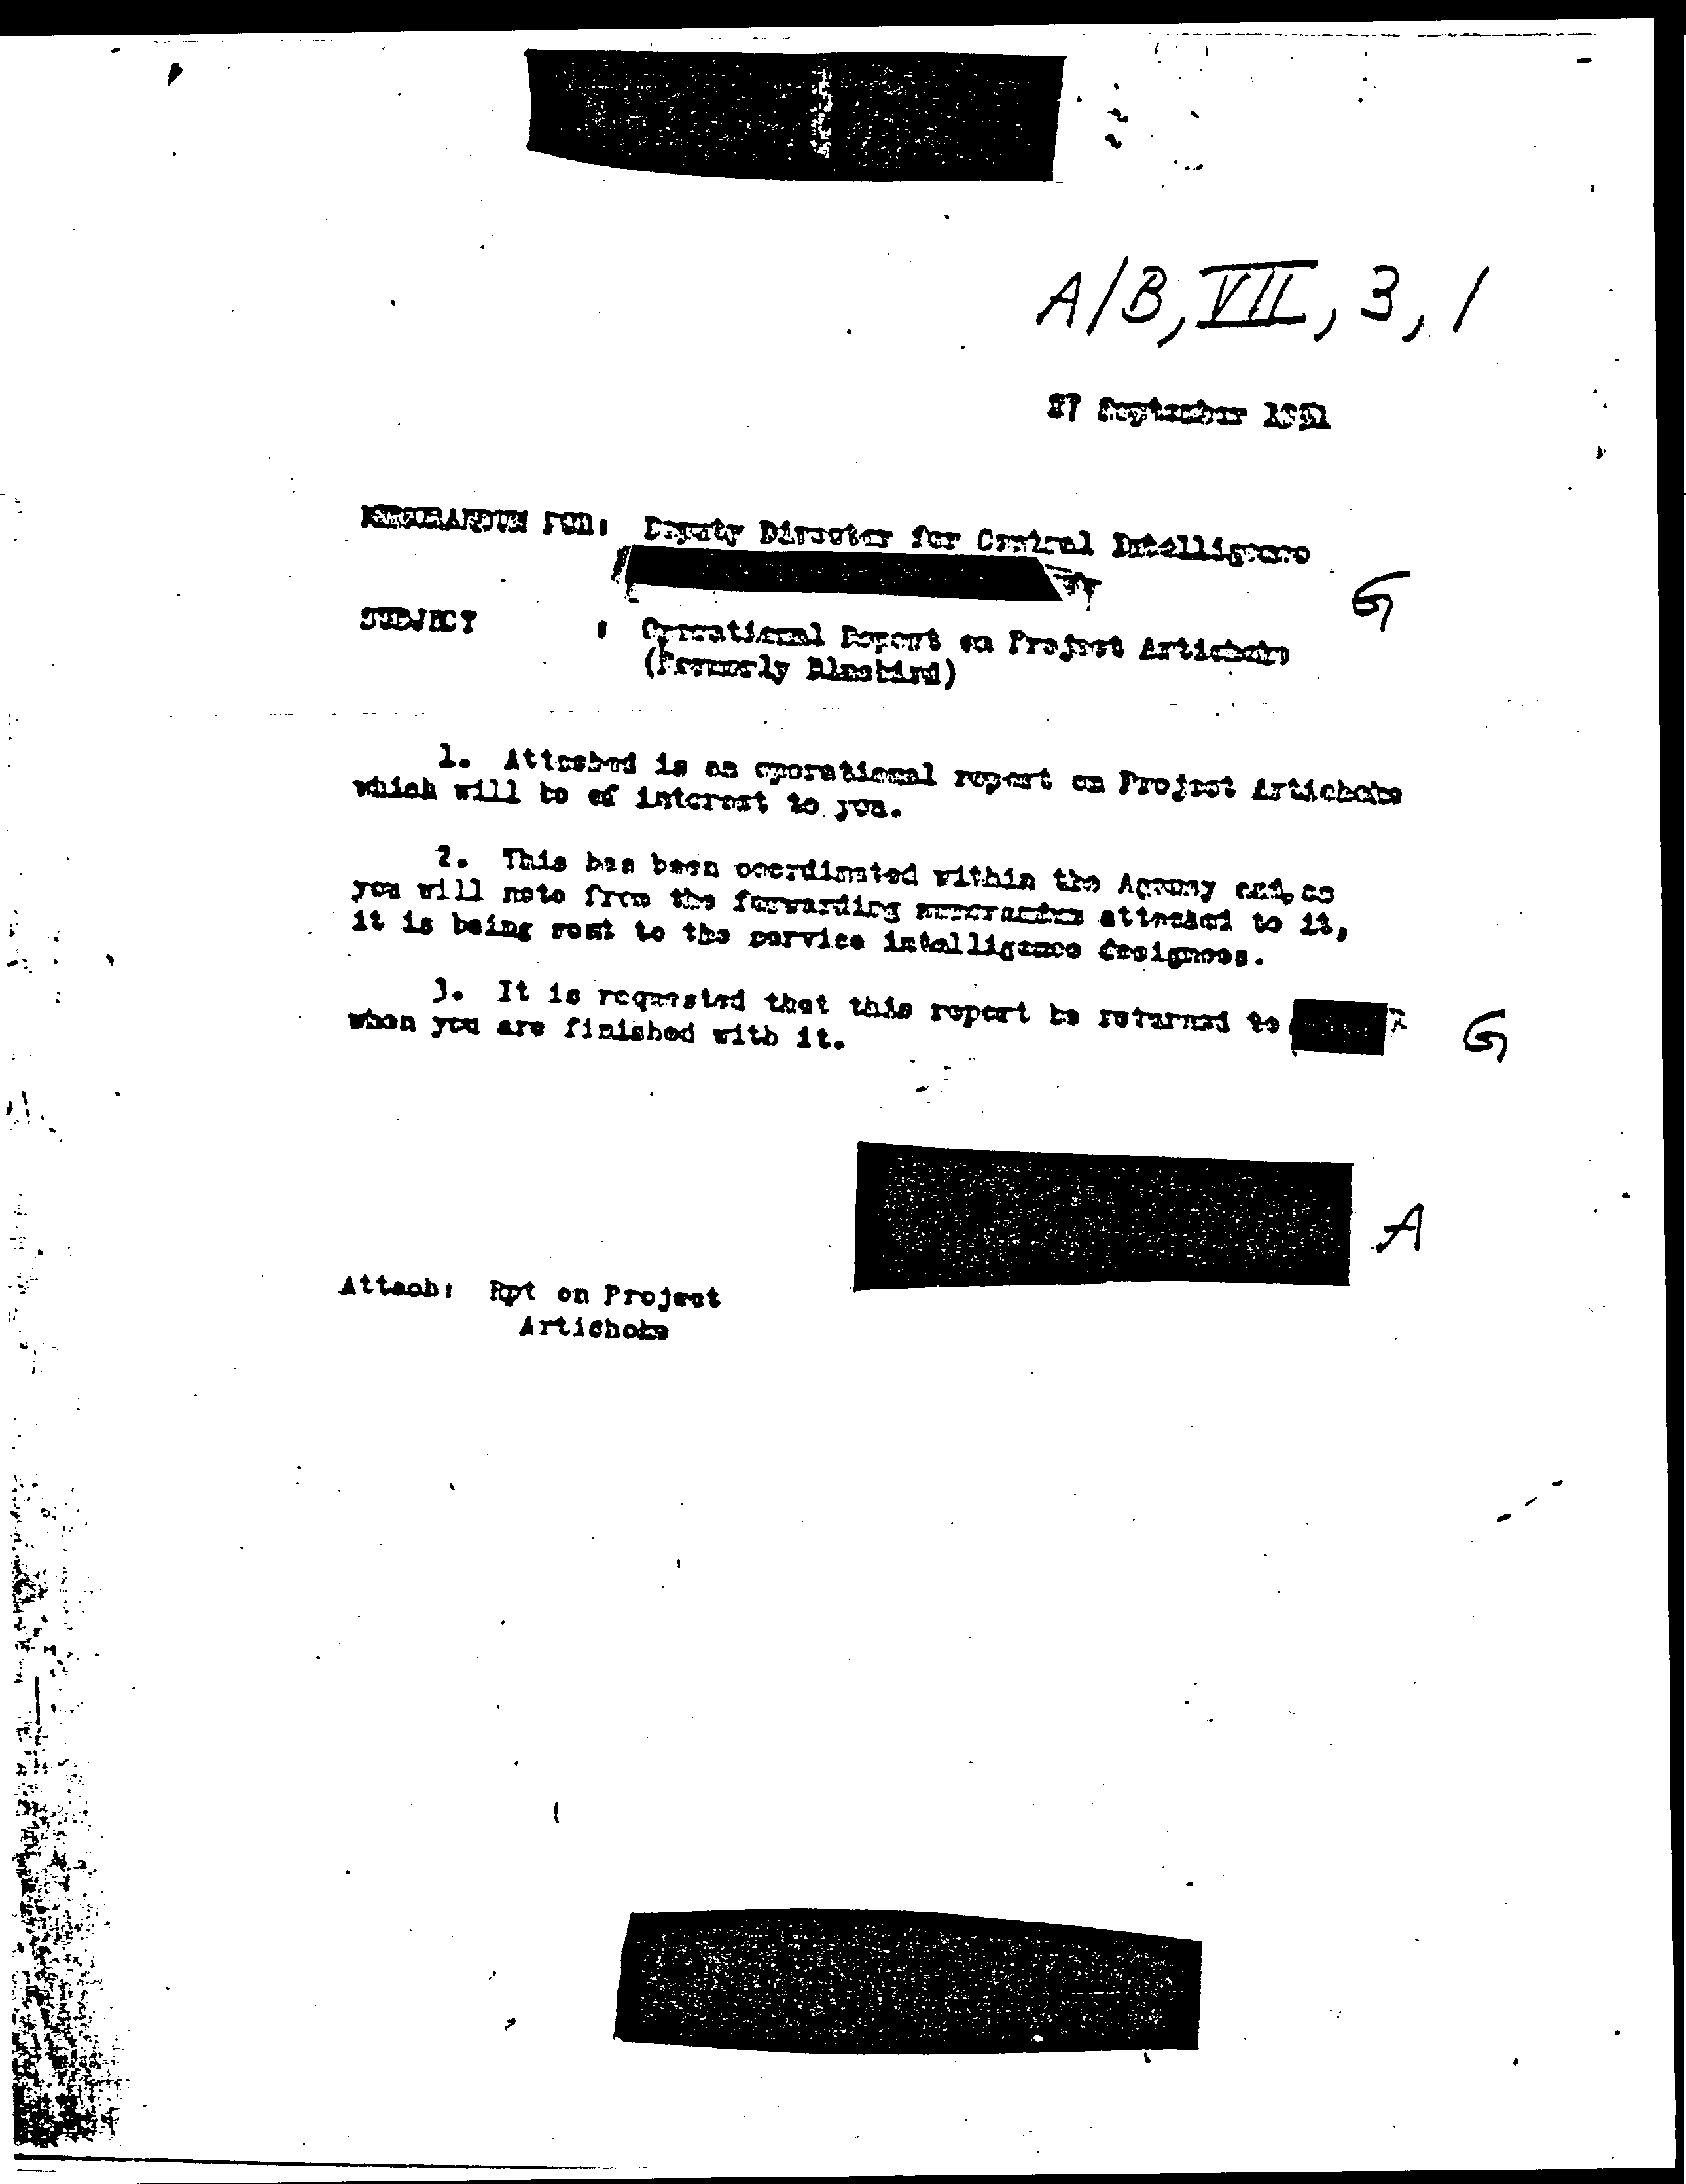 A/B, VII, 3, 1
27 September 1951
MEMORANDUM FOR: Deputy Director for Central Intelligence
G
SUBJECT : Operational Report on Project Artichoke
(Formerly Bluebird)
1. Attached is an operational report on Project Artichoke
which will be of interest to you.
2. This has been coordinated within the Agency and, as
you will note from the forwarding memorandum attached to it,
it is being sent to the service intelligence designees.
3. It is requested that this report be returned to
G
when you are finished with it.
A
Attach: Rpt on Project
Artichoke